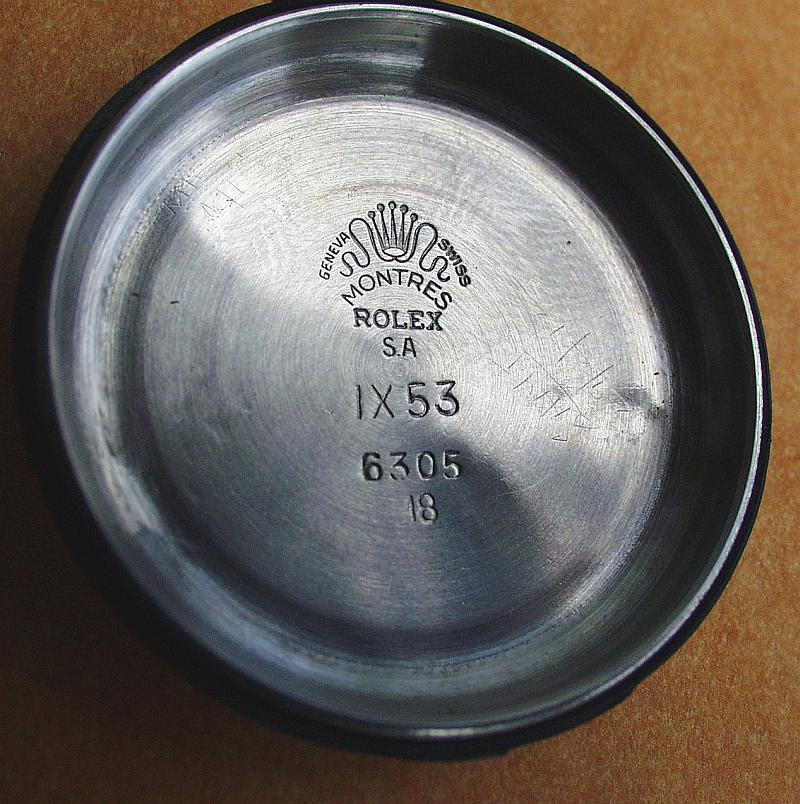 GENEVA SWISS
MONTRES
ROLEX
S.A
IX 53
6305
18